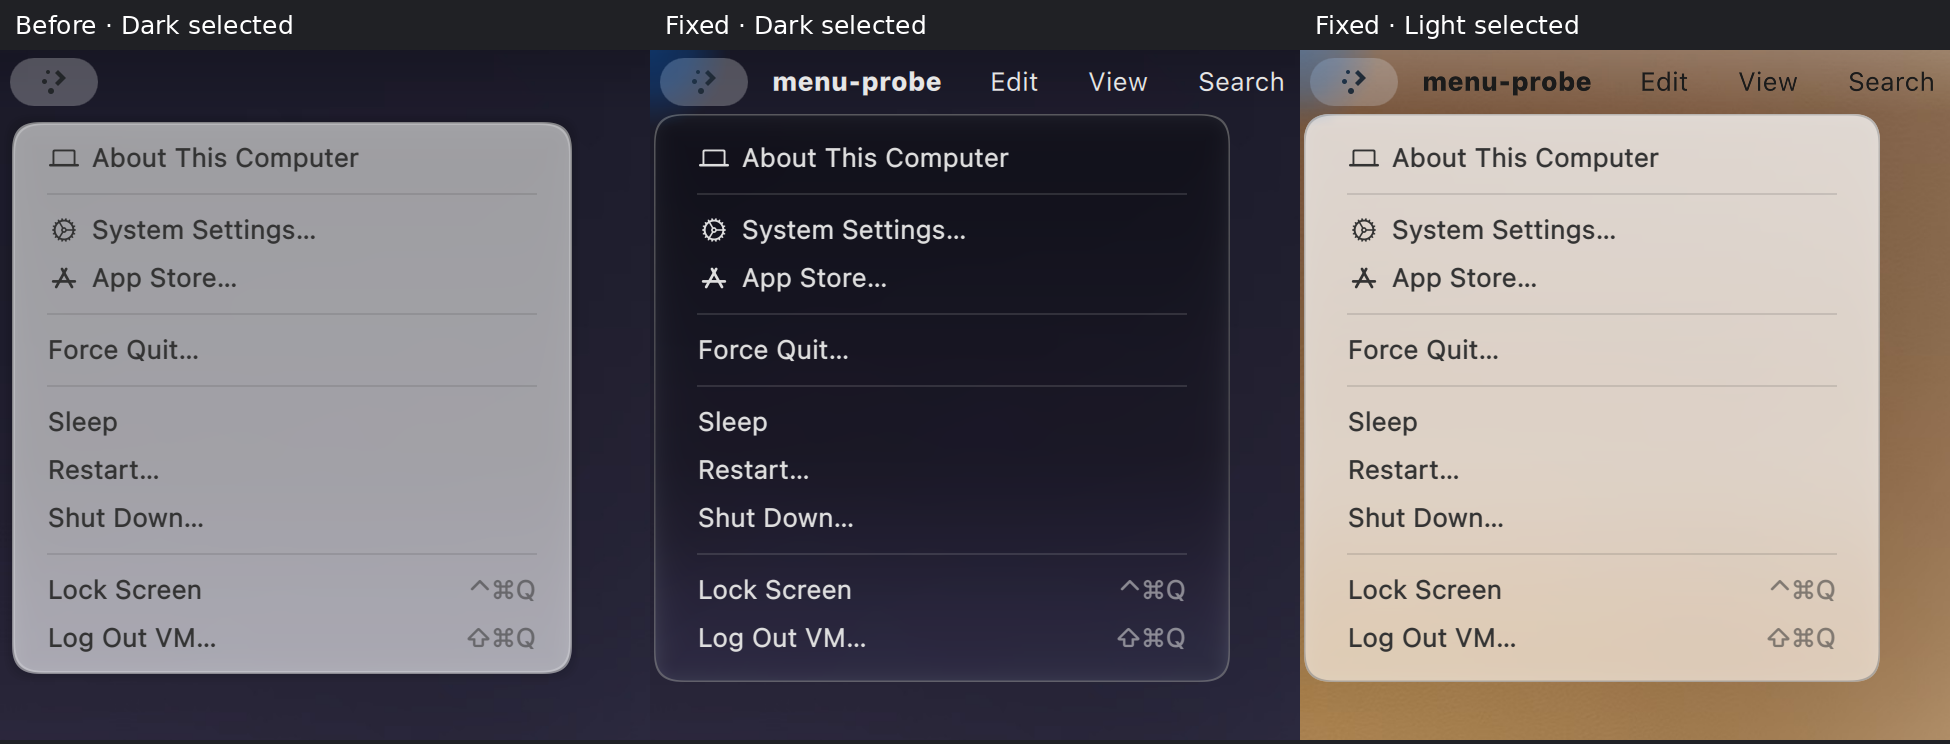 Before · Dark selected
About This Computer
System Settings...
App Store...
Force Quit...
Sleep
Restart...
Shut Down...
Lock Screen ^⌘Q
Log Out VM... ⇧⌘Q
Fixed · Dark selected
menu-probe Edit View Search
About This Computer
System Settings...
App Store...
Force Quit...
Sleep
Restart...
Shut Down...
Lock Screen ^⌘Q
Log Out VM... ⇧⌘Q
Fixed · Light selected
menu-probe Edit View Search
About This Computer
System Settings...
App Store...
Force Quit...
Sleep
Restart...
Shut Down...
Lock Screen ^⌘Q
Log Out VM... ⇧⌘Q